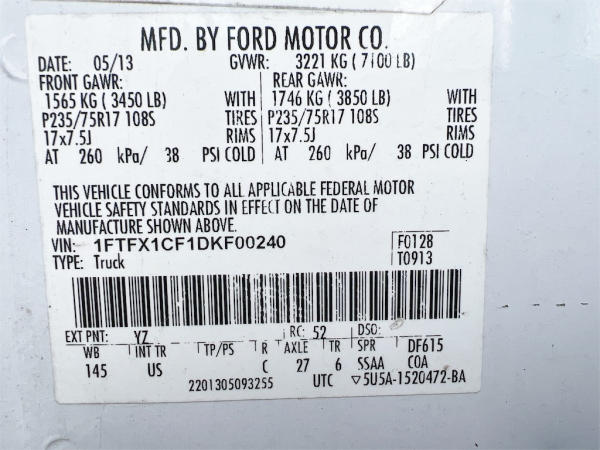 MFD. BY FORD MOTOR CO.
DATE: 05/13 GVWR: 3221 KG ( 7100 LB)
FRONT GAWR: REAR GAWR:
1565 KG ( 3450 LB) WITH 1746 KG ( 3850 LB) WITH
P235/75R17 108S TIRES P235/75R17 108S TIRES
17x7.5J RIMS 17x7.5J RIMS
AT 260 kPa/ 38 PSI COLD AT 260 kPa/ 38 PSI COLD
THIS VEHICLE CONFORMS TO ALL APPLICABLE FEDERAL MOTOR
VEHICLE SAFETY STANDARDS IN EFFECT ON THE DATE OF
MANUFACTURE SHOWN ABOVE.
VIN: 1FTFX1CF1DKF00240 F0128
TYPE: Truck T0913
EXT PNT: YZ RC: 52 DSO:
WB INT TR TP/PS R AXLE TR SPR DF615
145 US C 27 6 SSAA COA
2201305093255 UTC ▽5U5A-1520472-BA